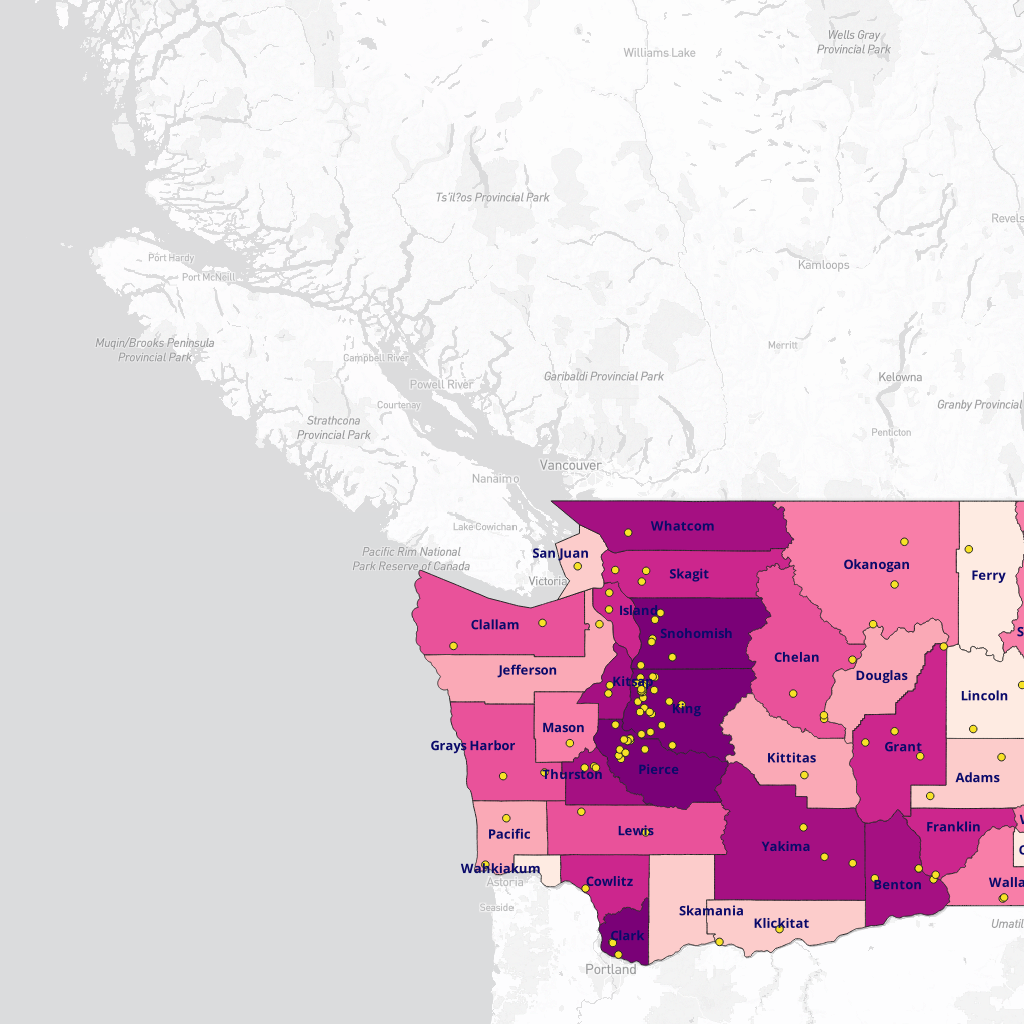 Wells Gray
Provincial Park
Williams Lake
Ts'il?os Provincial Park
Revels
Port Hardy
Kamloops
Port McNeill
Muqin/Brooks Peninsula
Provincial Park
Merritt
Campbell River
Garibaldi Provincial Park
Kelowna
Powell River
Courtenay
Granby Provincial
Strathcona
Provincial Park
Penticton
Vancouver
Nanaimo
Lake Cowichan
Whatcom
Pacific Rim National
Park Reserve of Canada
San Juan
Okanogan
Skagit
Ferry
Victoria
Island
Clallam
Snohomish
S
Chelan
Jefferson
Douglas
Kitsap
Lincoln
King
Mason
Grays Harbor
Grant
Kittitas
Pierce
Thurston
Adams
W
Franklin
Lewis
Pacific
Yakima
C
Wahkiakum
Astoria
Cowlitz
Benton
Walla
Seaside
Skamania
Klickitat
Umatil
Clark
Portland